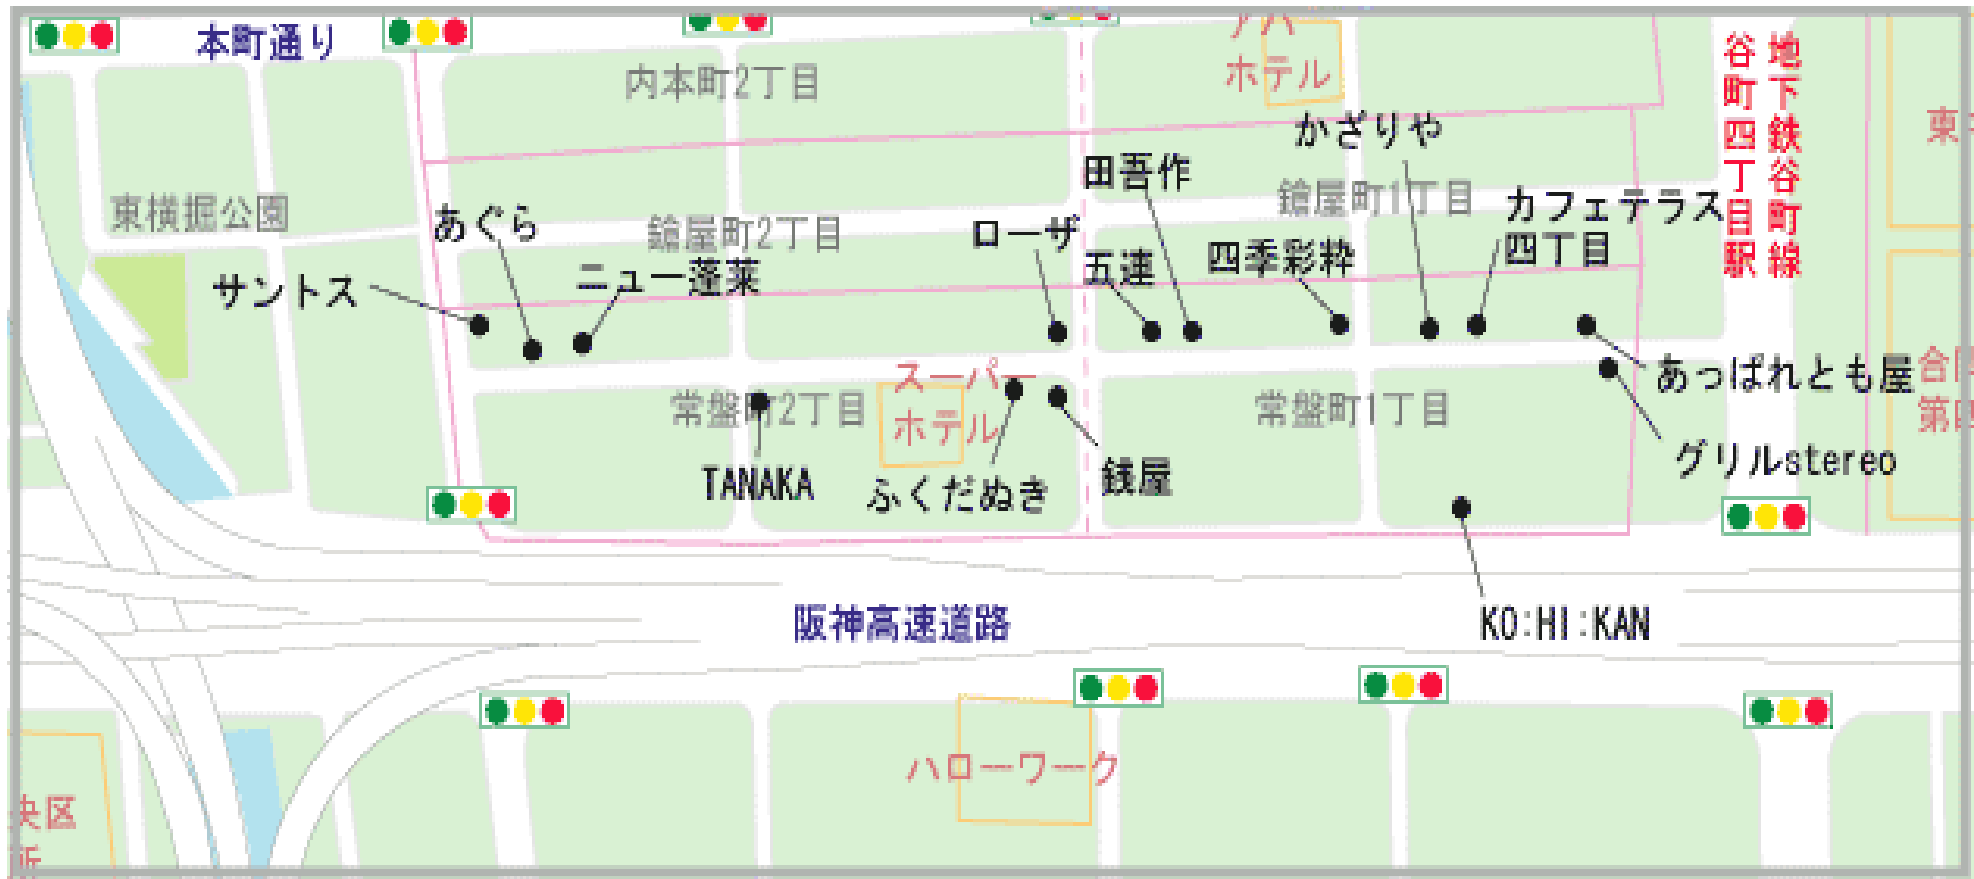 本町通り
内本町2丁目
ホテル
かざりや
田吾作
鎗屋町1丁目
カフェテラス
四丁目
地下鉄谷町線
谷町四丁目駅
東横掘公園
あぐら
鎗屋町2丁目
ローザ
五連
四季彩粋
サントス
ニュー蓬莱
スーパー
ホテル
常盤町2丁目
常盤町1丁目
あっぱれとも屋
グリルstereo
TANAKA
ふくだぬき
銭屋
阪神高速道路
KO:HI:KAN
ハローワーク
央区